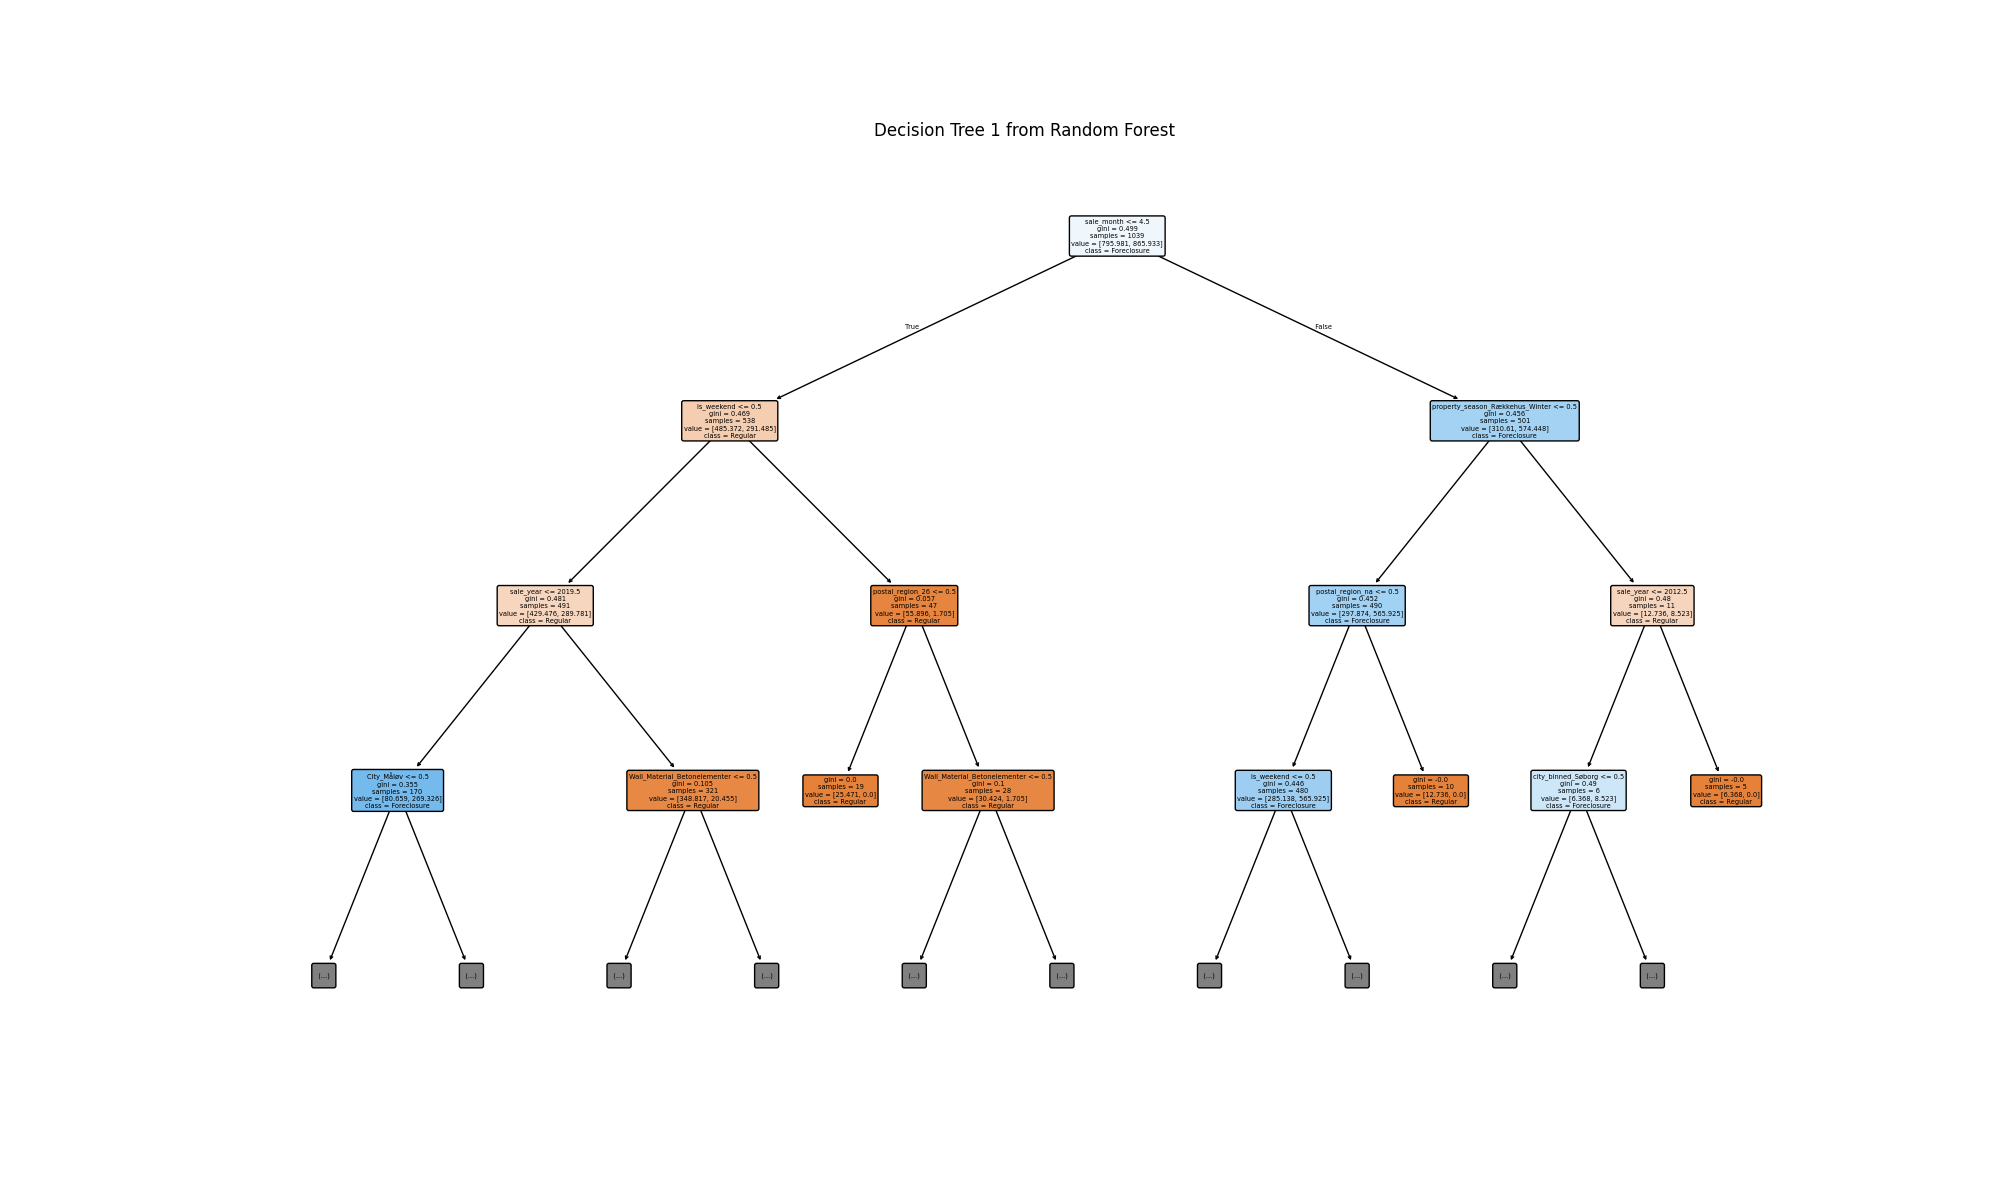 Decision Tree 1 from Random Forest
sale_month <= 4.5
gini = 0.499
samples = 1039
value = [795.981, 865.933]
class = Foreclosure
True
False
is_weekend <= 0.5
gini = 0.469
samples = 538
value = [485.372, 291.485]
class = Regular
property_season_Rækkehus_Winter <= 0.5
gini = 0.456
samples = 501
value = [310.61, 574.448]
class = Foreclosure
sale_year <= 2019.5
gini = 0.481
samples = 491
value = [429.476, 289.781]
class = Regular
postal_region_26 <= 0.5
gini = 0.057
samples = 47
value = [55.896, 1.705]
class = Regular
postal_region_na <= 0.5
gini = 0.452
samples = 490
value = [297.874, 565.925]
class = Foreclosure
sale_year <= 2012.5
gini = 0.48
samples = 11
value = [12.736, 8.523]
class = Regular
City_Måløv <= 0.5
gini = 0.355
samples = 170
value = [80.659, 269.326]
class = Foreclosure
Wall_Material_Betonelementer <= 0.5
gini = 0.105
samples = 321
value = [348.817, 20.455]
class = Regular
gini = 0.0
samples = 19
value = [25.471, 0.0]
class = Regular
Wall_Material_Betonelementer <= 0.5
gini = 0.1
samples = 28
value = [30.424, 1.705]
class = Regular
is_weekend <= 0.5
gini = 0.446
samples = 480
value = [285.138, 565.925]
class = Foreclosure
gini = -0.0
samples = 10
value = [12.736, 0.0]
class = Regular
city_binned_Søborg <= 0.5
gini = 0.49
samples = 6
value = [6.368, 8.523]
class = Foreclosure
gini = -0.0
samples = 5
value = [6.368, 0.0]
class = Regular
(...)
(...)
(...)
(...)
(...)
(...)
(...)
(...)
(...)
(...)